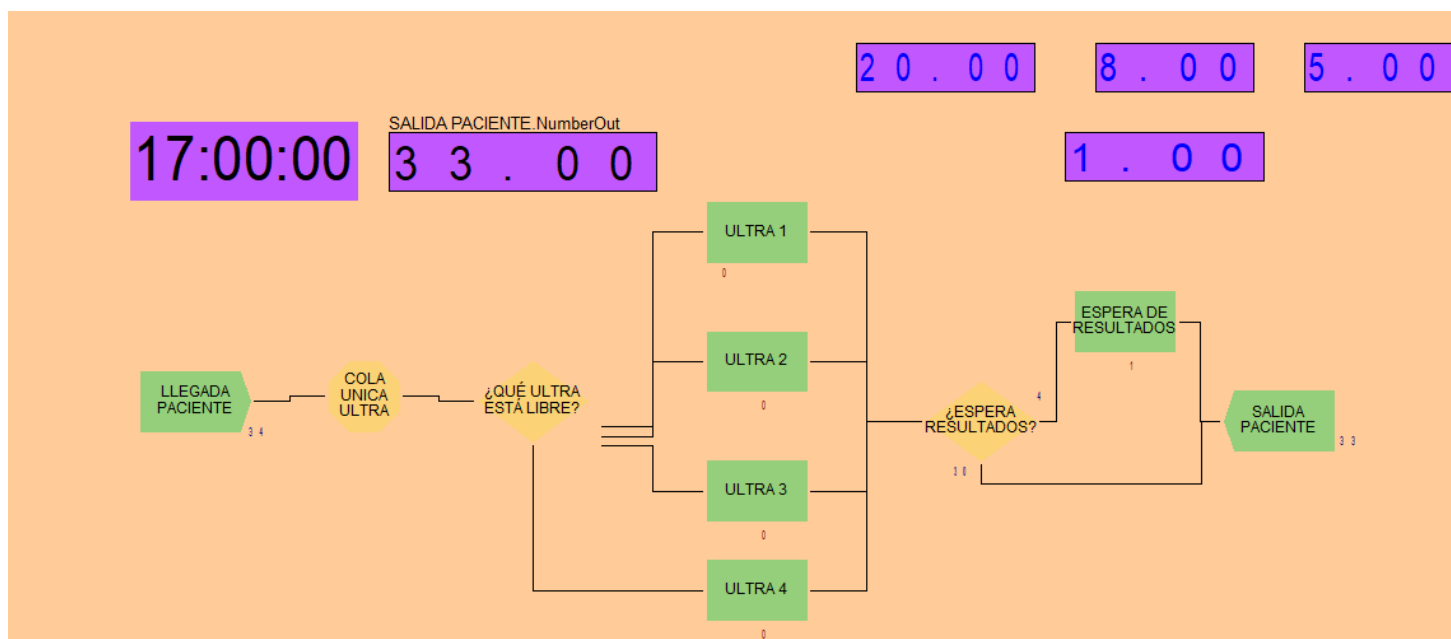 20.00
8.00
5.00
17:00:00
SALIDA PACIENTE.NumberOut
33.00
1.00
ULTRA 1
0
ULTRA 2
0
LLEGADA
PACIENTE
34
COLA
UNICA
ULTRA
¿QUÉ ULTRA
ESTÁ LIBRE?
ULTRA 3
0
ULTRA 4
0
¿ESPERA
RESULTADOS?
4
30
ESPERA DE
RESULTADOS
1
SALIDA
PACIENTE
33